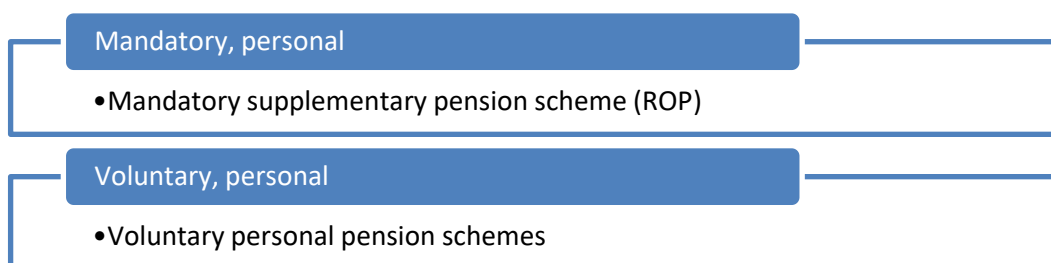 Mandatory, personal
•Mandatory supplementary pension scheme (ROP)
Voluntary, personal
•Voluntary personal pension schemes